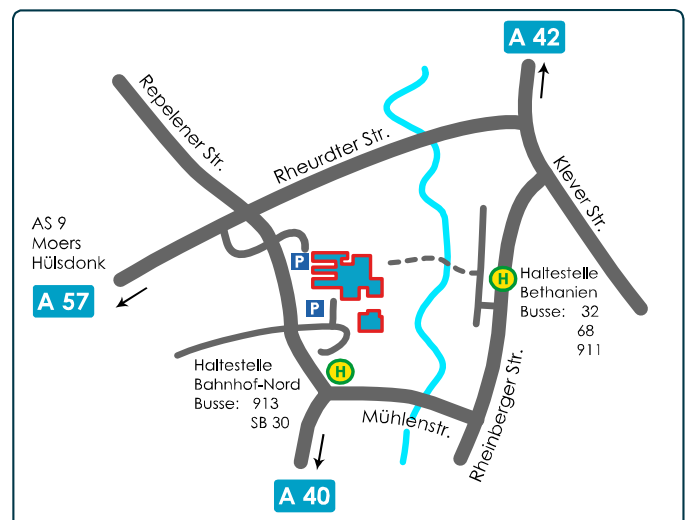 A 42
Repelener Str.
Rheurdter Str.
Klever Str.
AS 9
Moers
Hülsdonk
A 57
P
P
H
Haltestelle
Bethanien
Busse: 32
68
911
Haltestelle
Bahnhof-Nord
Busse: 913
SB 30
H
Mühlenstr.
Rheinberger Str.
A 40